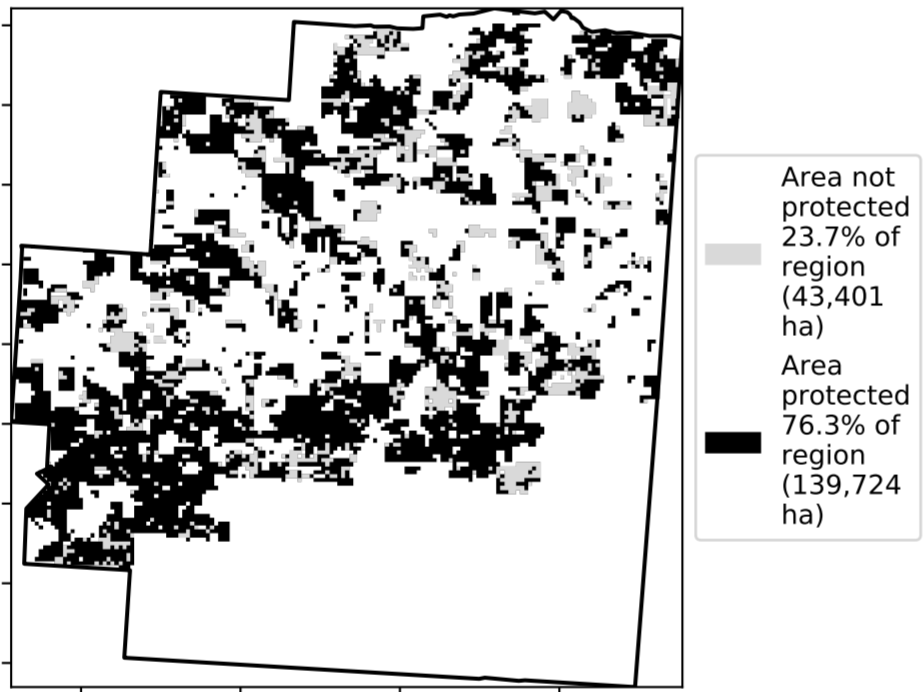 Area not
protected
23.7% of
region
(43,401
ha)
Area
protected
76.3% of
region
(139,724
ha)